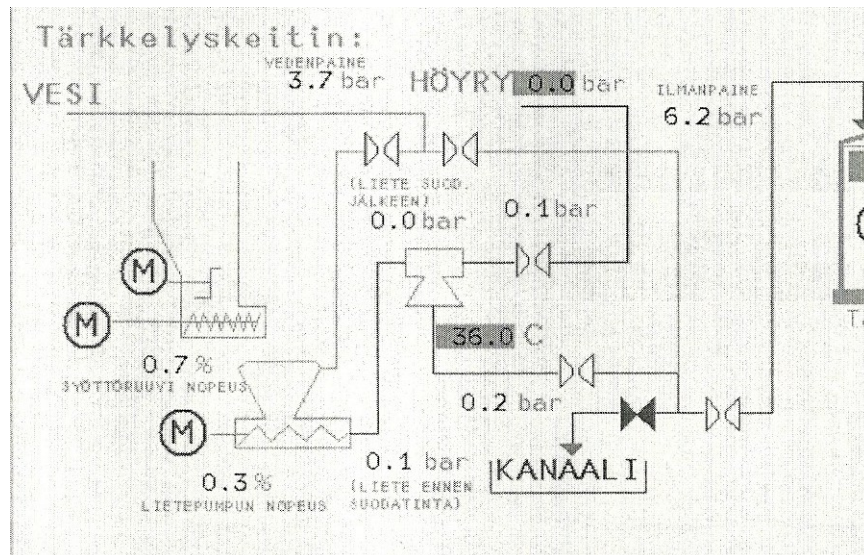 Tärkkelyskeitin:
VEDENPAINE
3.7 bar
VESI
HÖYRY 0.0 bar
ILMANPAINE
6.2 bar
(LIETE SUOD.
JÄLKEEN)
0.0 bar
0.1 bar
M
M
36.0 C
0.7 %
SYÖTTÖRUUVI NOPEUS
0.2 bar
M
0.3 %
LIETEPUMPUN NOPEUS
0.1 bar
(LIETE ENNEN
SUODATINTA)
KANAALI